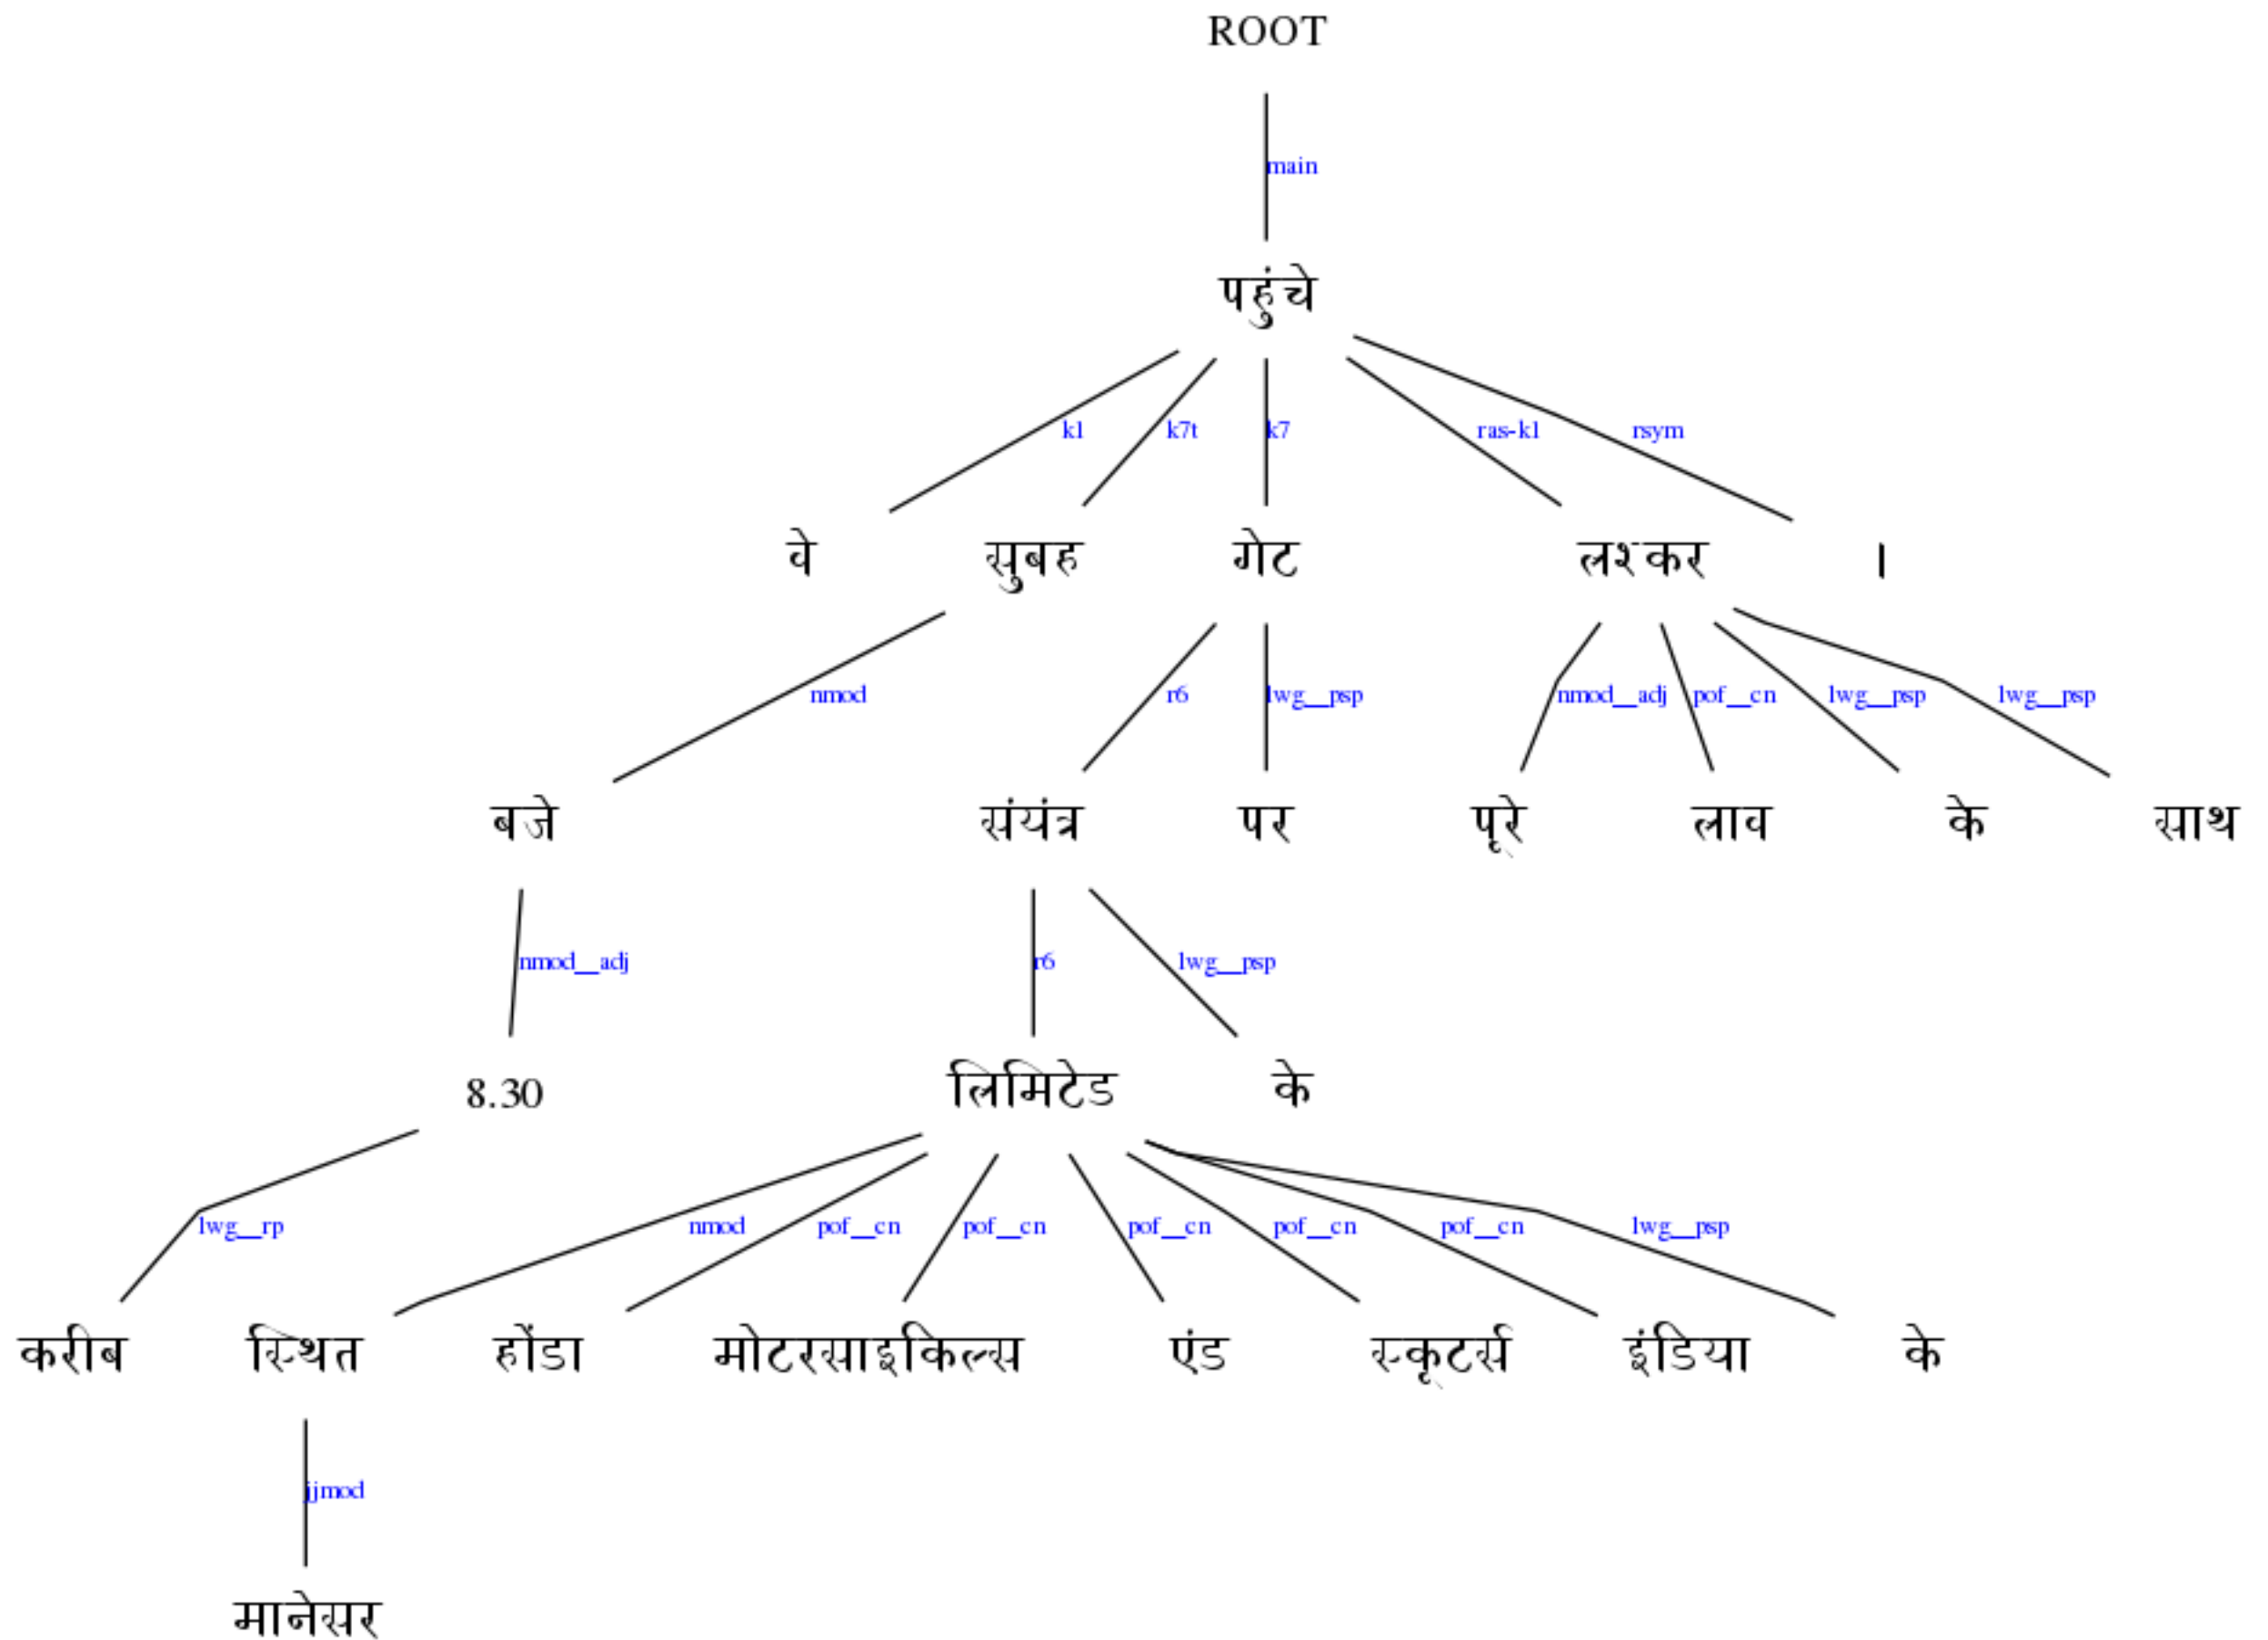 ROOT
main
पहुंचे
k1 k7t k7 ras-k1 rsym
वे सुबह गेट लश्कर ।
nmod r6 lwg__psp nmod__adj pof__cn lwg__psp lwg__psp
बजे संयंत्र पर पूरे लाव के साथ
nmod__adj r6 lwg__psp
8.30 लिमिटेड के
lwg__rp nmod pof__cn pof__cn pof__cn pof__cn pof__cn lwg__psp
करीब स्थित होंडा मोटरसाइकिल्स एंड स्कूटर्स इंडिया के
jjmod
मानेसर